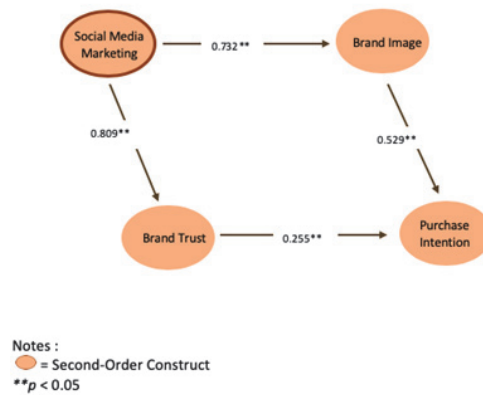 Social Media
Marketing
0.732 **
Brand Image
0.809**
0.529**
Brand Trust
0.255**
Purchase
Intention
Notes :
= Second-Order Construct
**p < 0.05